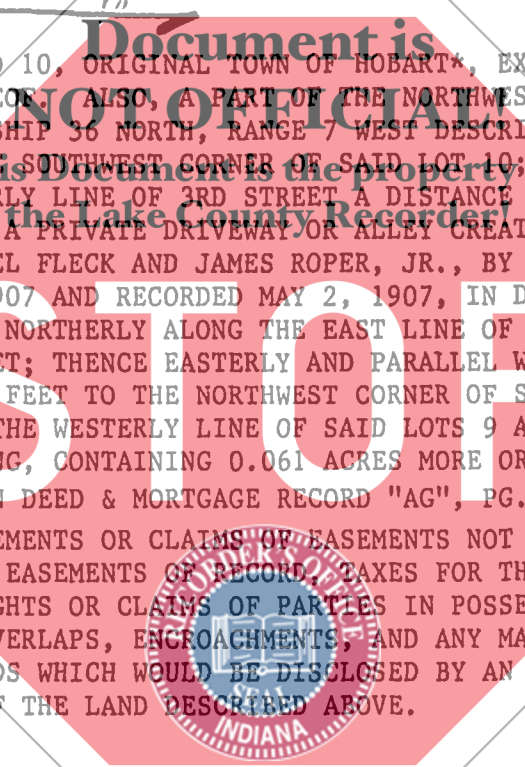 Document is
10, ORIGINAL TOWN OF HOBART*, EX
EOF. ALSO, A PART OF THE NORTHWES
NOT OFFICIAL!
SHIP 36 NORTH, RANGE 7 WEST DESCRI
SOUTHWEST CORNER OF SAID LOT 10;
is Document is the property
RLY LINE OF 3RD STREET A DISTANCE
the Lake County Recorder!
A PRIVATE DRIVEWAY OR ALLEY CREAT
EL FLECK AND JAMES ROPER, JR., BY
907 AND RECORDED MAY 2, 1907, IN D
NORTHERLY ALONG THE EAST LINE OF
ET; THENCE EASTERLY AND PARALLEL W
STOP
FEET TO THE NORTHWEST CORNER OF S
THE WESTERLY LINE OF SAID LOTS 9 A
NG, CONTAINING 0.061 ACRES MORE OR
N DEED & MORTGAGE RECORD "AG", PG.
EMENTS OR CLAIMS OF EASEMENTS NOT
EASEMENTS OF RECORD; TAXES FOR TH
GHTS OR CLAIMS OF PARTIES IN POSSE
VERLAPS, ENCROACHMENTS, AND ANY MA
DS WHICH WOULD BE DISCLOSED BY AN
F THE LAND DESCRIBED ABOVE.
RECORDER'S OFFICE
SEAL
INDIANA